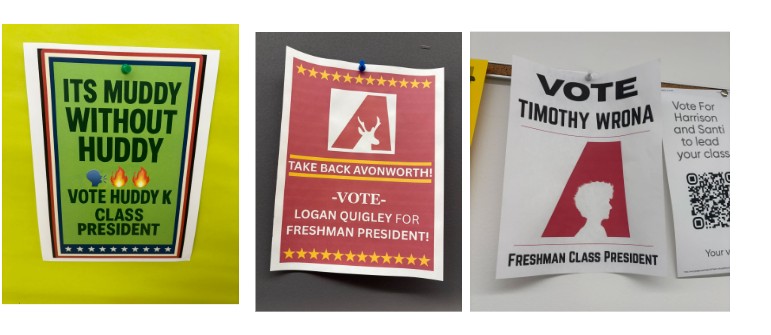 ITS MUDDY
WITHOUT
HUDDY
VOTE HUDDY K
CLASS
PRESIDENT
TAKE BACK AVONWORTH!
-VOTE-
LOGAN QUIGLEY FOR
FRESHMAN PRESIDENT!
VOTE
TIMOTHY WRONA
FRESHMAN CLASS PRESIDENT
Vote For
Harrison
and Santi
to lead
your class
Your